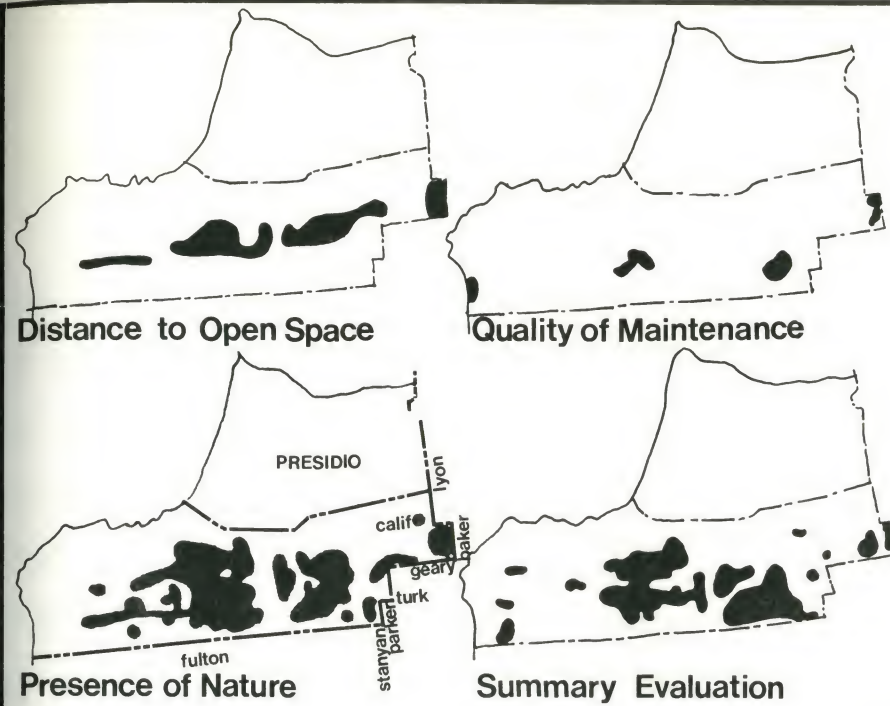 Distance to Open Space
Quality of Maintenance
PRESIDIO
lyon
calif
baker
geary
turk
parker
stanyan
fulton
Presence of Nature
Summary Evaluation